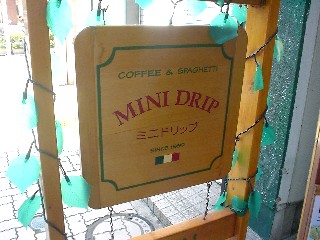 COFFEE & SPAGHETTI
MINI DRIP
ミニドリップ
SINCE 1980